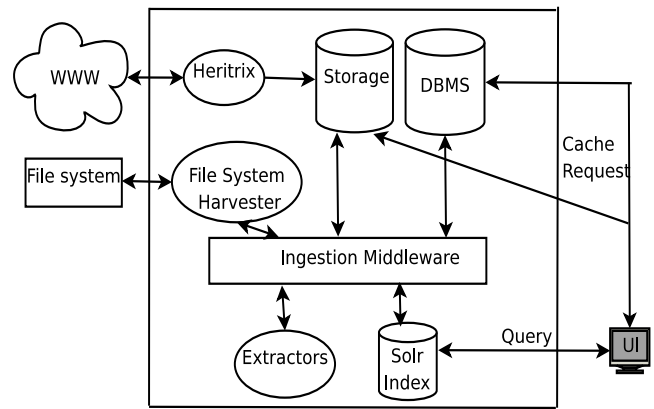 WWW
Heritrix
Storage
DBMS
Cache
Request
File system
File System
Harvester
Ingestion Middleware
Extractors
Solr
Index
Query
UI